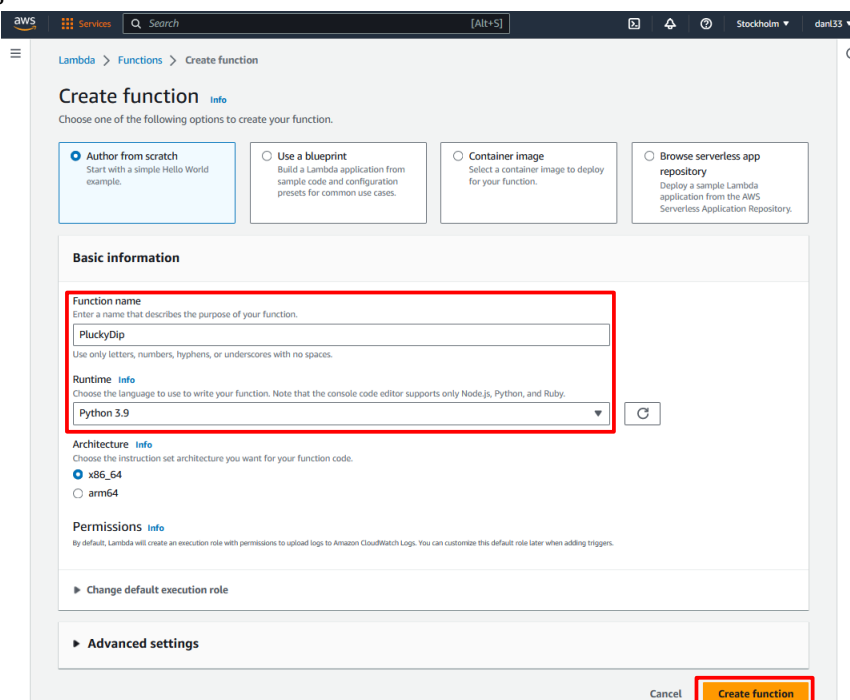 aws Services Search [Alt+S] Stockholm ▼ danl33
Lambda > Functions > Create function
Create function Info
Choose one of the following options to create your function.
Author from scratch
Start with a simple Hello World
example.
Use a blueprint
Build a Lambda application from
sample code and configuration
presets for common use cases.
Container image
Select a container image to deploy
for your function.
Browse serverless app
repository
Deploy a sample Lambda
application from the AWS
Serverless Application Repository.
Basic information
Function name
Enter a name that describes the purpose of your function.
PluckyDip
Use only letters, numbers, hyphens, or underscores with no spaces.
Runtime Info
Choose the language to use to write your function. Note that the console code editor supports only Node.js, Python, and Ruby.
Python 3.9
Architecture Info
Choose the instruction set architecture you want for your function code.
x86_64
arm64
Permissions Info
By default, Lambda will create an execution role with permissions to upload logs to Amazon CloudWatch Logs. You can customize this default role later when adding triggers.
Change default execution role
Advanced settings
Cancel Create function